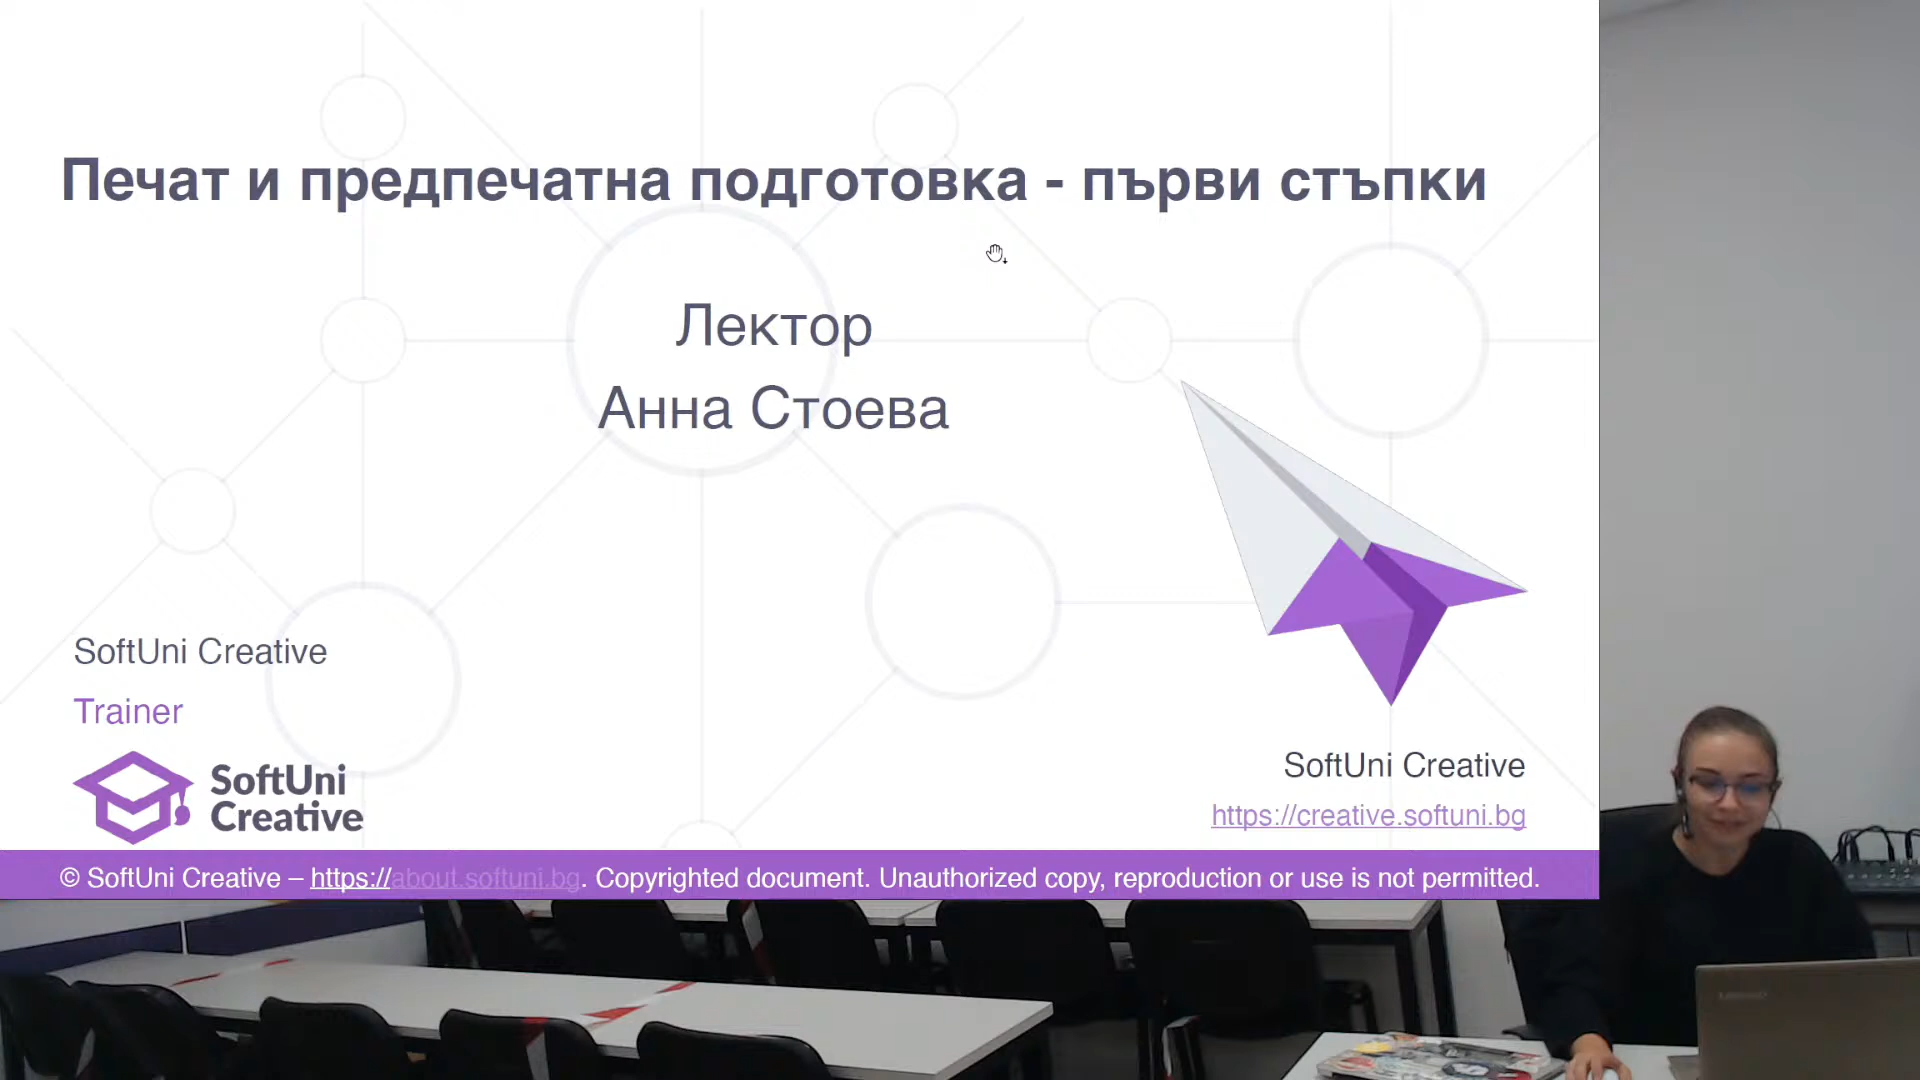 Печат и предпечатна подготовка - първи стъпки
Лектор
Анна Стоева
SoftUni Creative
Trainer
SoftUni
Creative
SoftUni Creative
https://creative.softuni.bg
© SoftUni Creative – https://about.softuni.bg. Copyrighted document. Unauthorized copy, reproduction or use is not permitted.
Lenovo